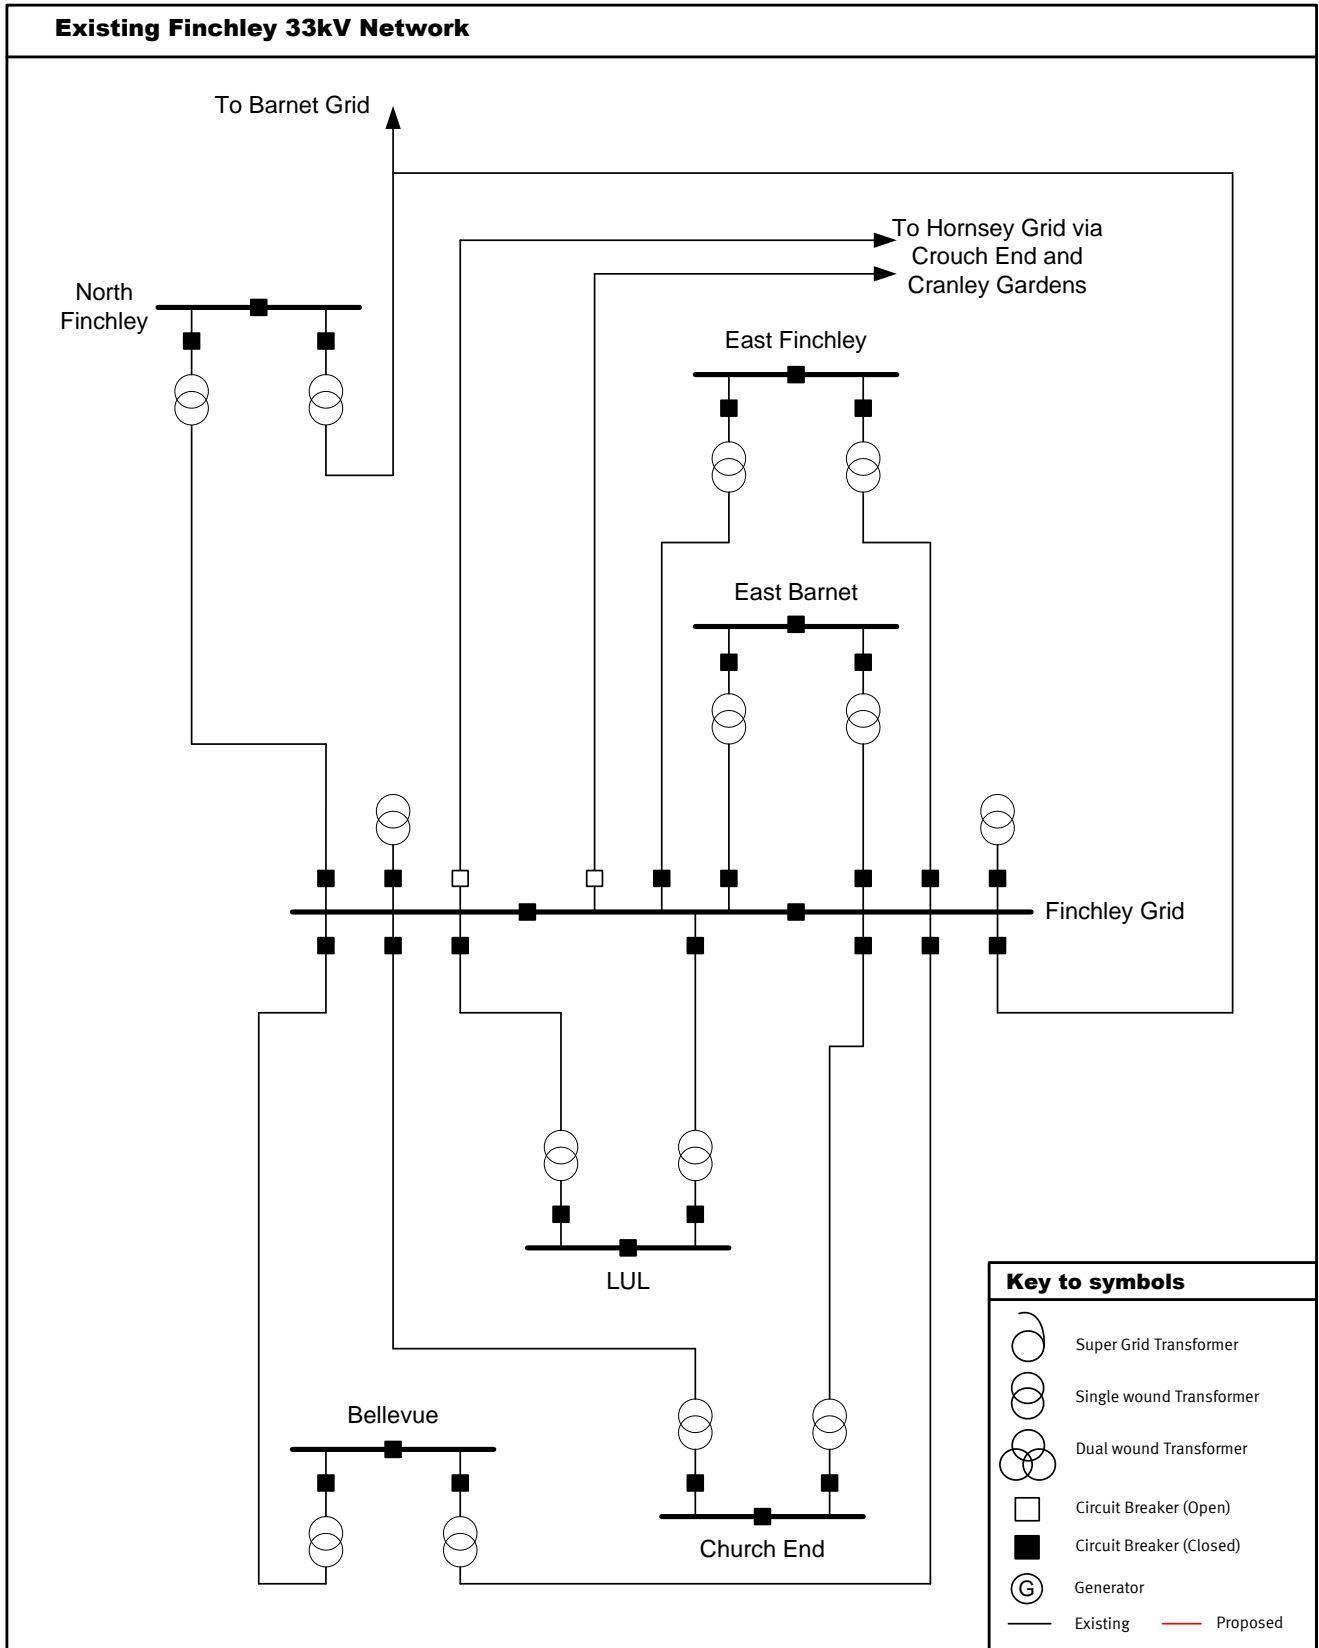 Existing Finchley 33kV Network
To Barnet Grid
To Hornsey Grid via
Crouch End and
Cranley Gardens
North
Finchley
East Finchley
East Barnet
Finchley Grid
LUL
Bellevue
Church End
Key to symbols
Super Grid Transformer
Single wound Transformer
Dual wound Transformer
Circuit Breaker (Open)
Circuit Breaker (Closed)
G Generator
Existing Proposed